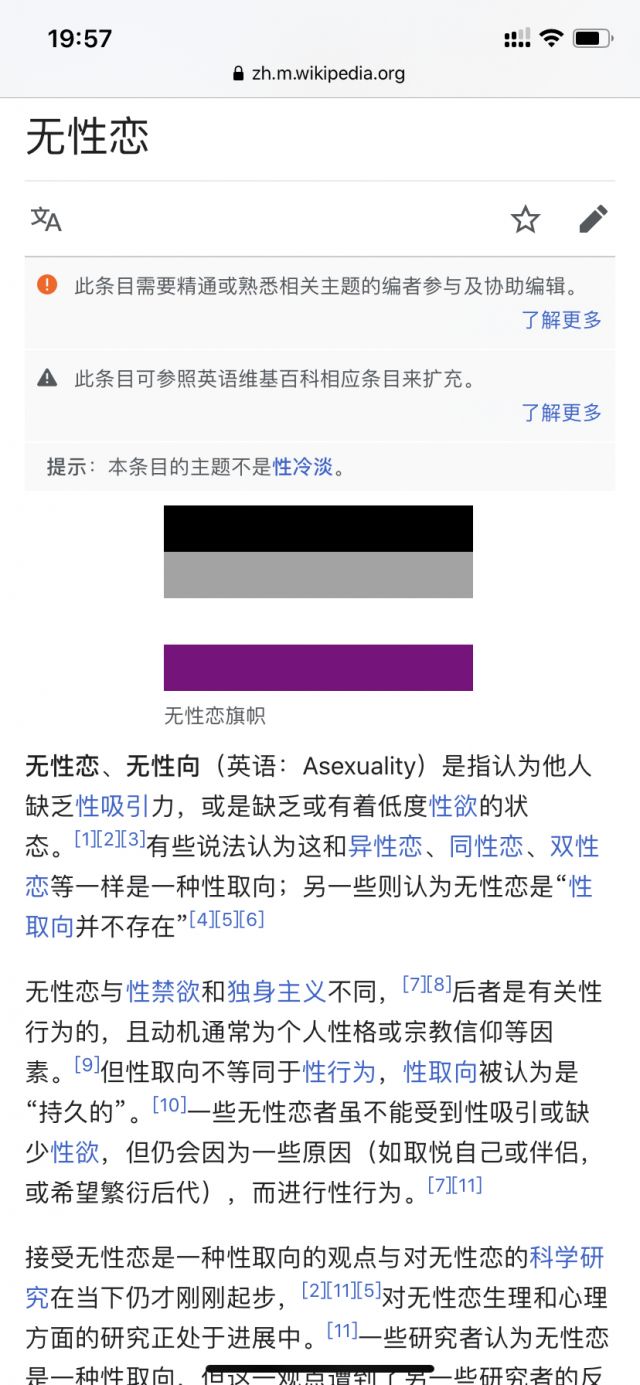 19:57
zh.m.wikipedia.org
无性恋
文A
此条目需要精通或熟悉相关主题的编者参与及协助编辑。
了解更多
此条目可参照英语维基百科相应条目来扩充。
了解更多
提示：本条目的主题不是性冷淡。
无性恋旗帜
无性恋、无性向（英语：Asexuality）是指认为他人
缺乏性吸引力，或是缺乏或有着低度性欲的状
态。[1][2][3]有些说法认为这和异性恋、同性恋、双性
恋等一样是一种性取向；另一些则认为无性恋是“性
取向并不存在”[4][5][6]
无性恋与性禁欲和独身主义不同，[7][8]后者是有关性
行为的，且动机通常为个人性格或宗教信仰等因
素。[9]但性取向不等同于性行为，性取向被认为是
“持久的”。[10]一些无性恋者虽不能受到性吸引或缺
少性欲，但仍会因为一些原因（如取悦自己或伴侣，
或希望繁衍后代），而进行性行为。[7][11]
接受无性恋是一种性取向的观点与对无性恋的科学研
究在当下仍才刚刚起步，[2][11][5]对无性恋生理和心理
方面的研究正处于进展中。[11]一些研究者认为无性恋
是一种性取向，但这一观点遭到了另一些研究者的反